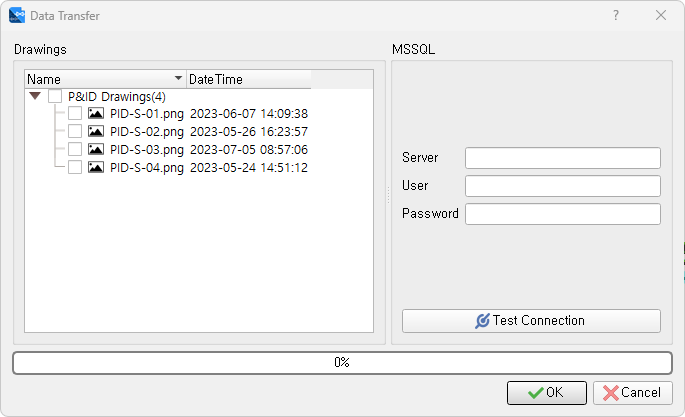 Data Transfer
?
Drawings
Name DateTime
P&ID Drawings(4)
PID-S-01.png 2023-06-07 14:09:38
PID-S-02.png 2023-05-26 16:23:57
PID-S-03.png 2023-07-05 08:57:06
PID-S-04.png 2023-05-24 14:51:12
MSSQL
Server
User
Password
Test Connection
0%
OK Cancel